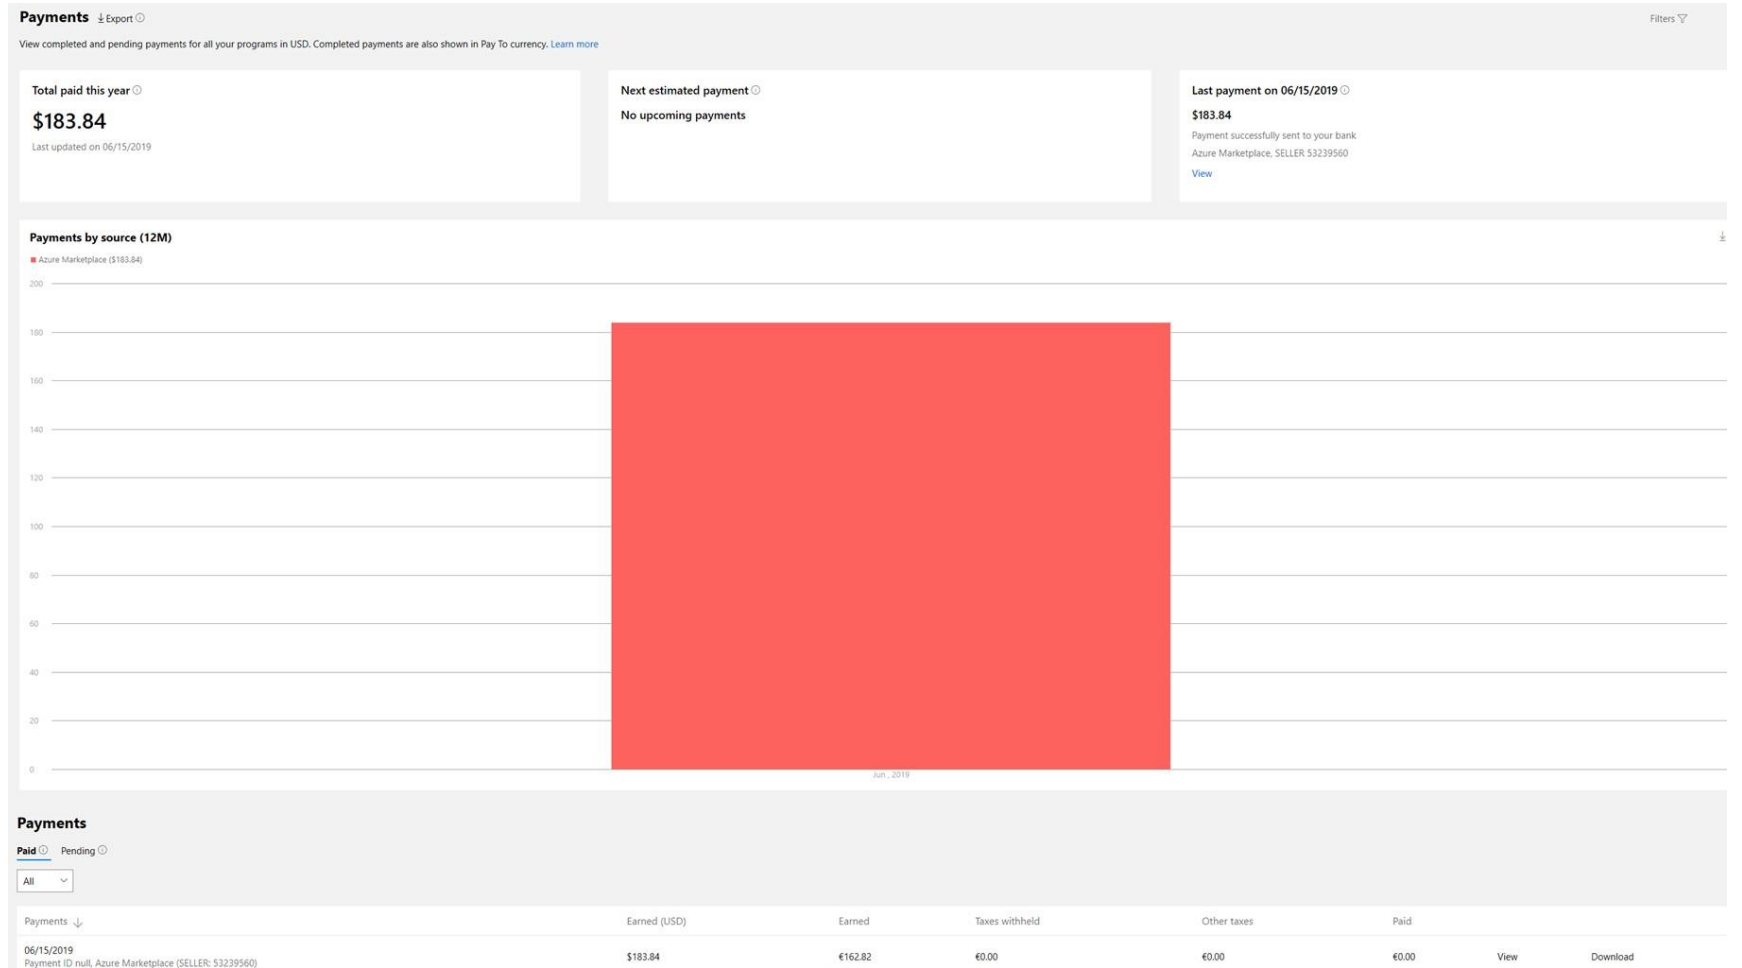 Payments Export
Filters
View completed and pending payments for all your programs in USD. Completed payments are also shown in Pay To currency. Learn more
Total paid this year
$183.84
Last updated on 06/15/2019
Next estimated payment
No upcoming payments
Last payment on 06/15/2019
$183.84
Payment successfully sent to your bank
Azure Marketplace, SELLER 53239560
View
Payments by source (12M)
Azure Marketplace ($183.84)
200
180
160
140
120
100
80
60
40
20
0
Jun , 2019
Payments
Paid Pending
All
Payments Earned (USD) Earned Taxes withheld Other taxes Paid
06/15/2019
Payment ID null, Azure Marketplace (SELLER: 53239560)
$183.84 €162.82 €0.00 €0.00 €0.00 View Download